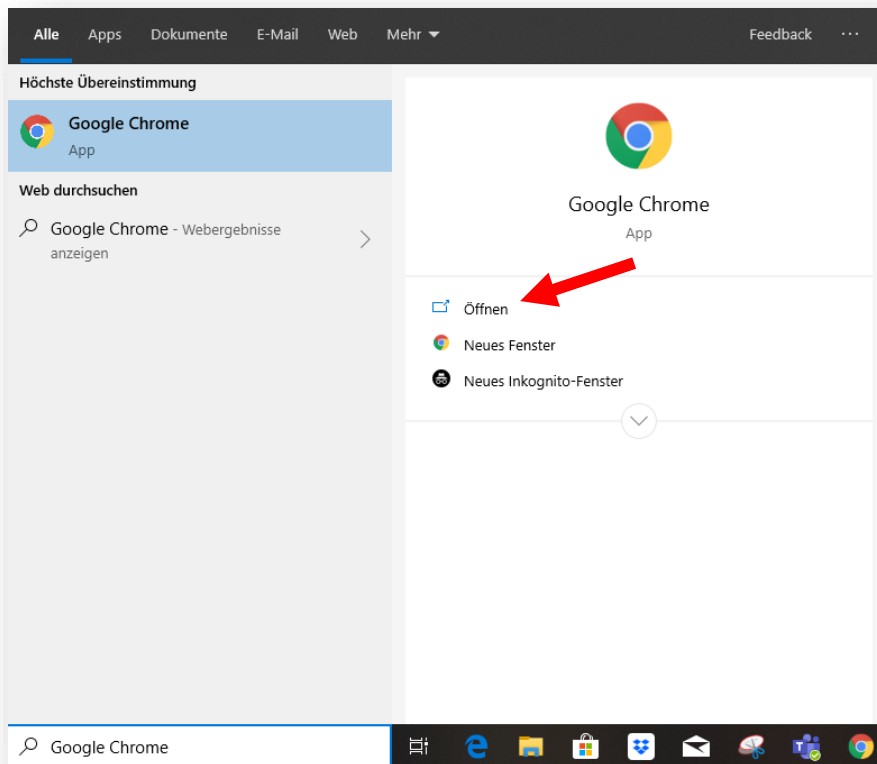 Alle Apps Dokumente E-Mail Web Mehr Feedback ...
Höchste Übereinstimmung
Google Chrome
App
Web durchsuchen
Google Chrome - Webergebnisse
anzeigen
Google Chrome
App
Öffnen
Neues Fenster
Neues Inkognito-Fenster
Google Chrome